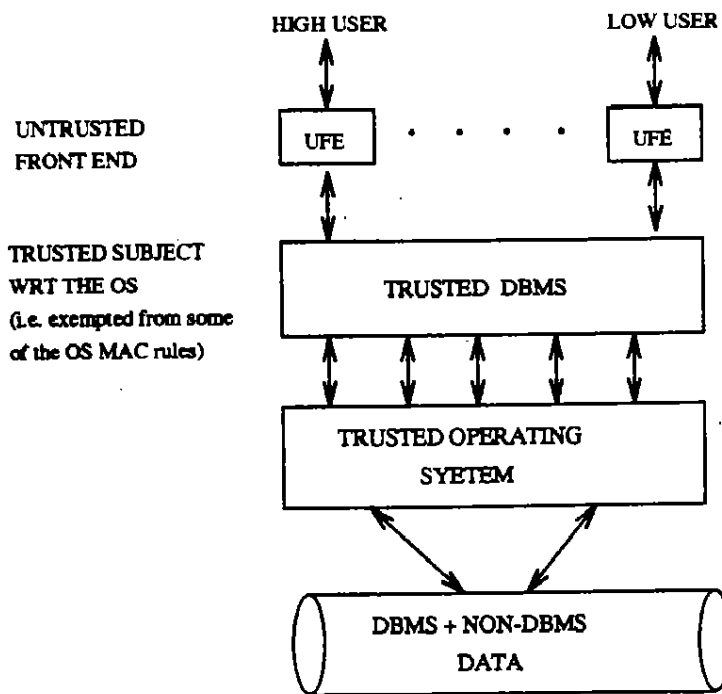 HIGH USER
LOW USER
UNTRUSTED
FRONT END
UFE
UFE
TRUSTED SUBJECT
WRT THE OS
(i.e. exempted from some
of the OS MAC rules)
TRUSTED DBMS
TRUSTED OPERATING
SYETEM
DBMS + NON-DBMS
DATA